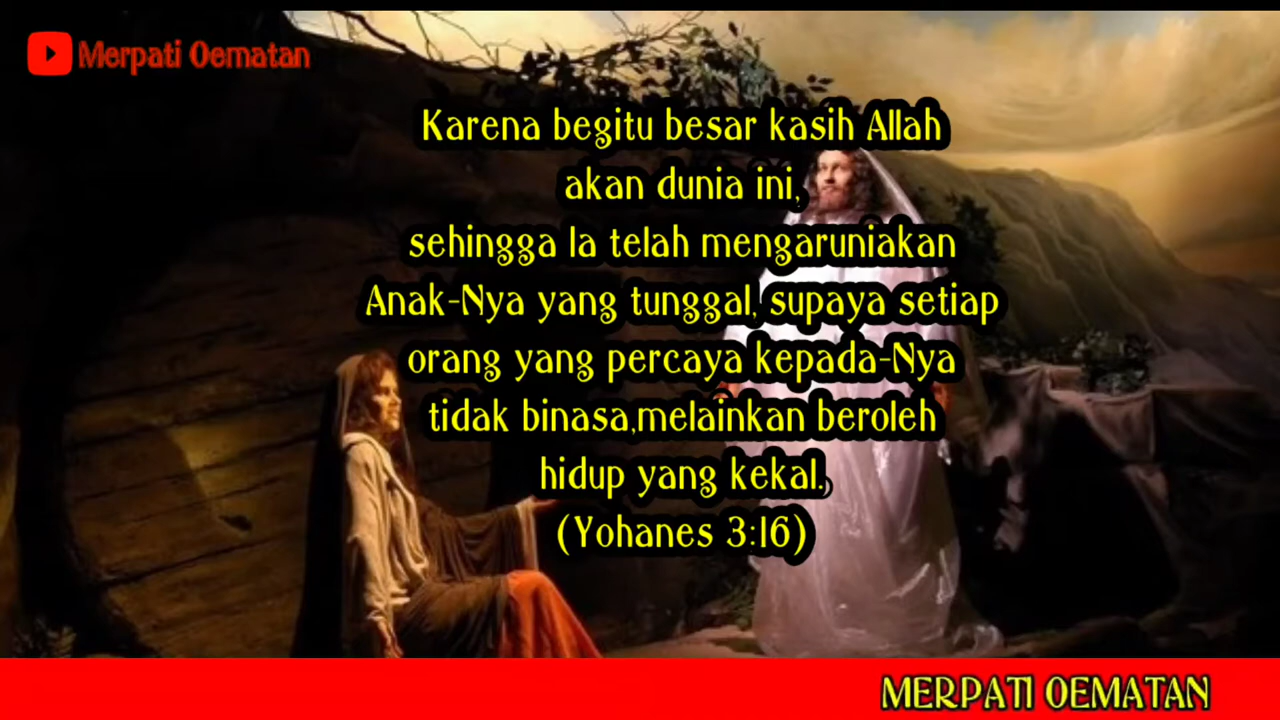 Merpati Oematan
Karena begitu besar kasih Allah
akan dunia ini,
sehingga Ia telah mengaruniakan
Anak-Nya yang tunggal, supaya setiap
orang yang percaya kepada-Nya
tidak binasa,melainkan beroleh
hidup yang kekal.,
(Yohanes 3:16)
MERPATI OEMATAN